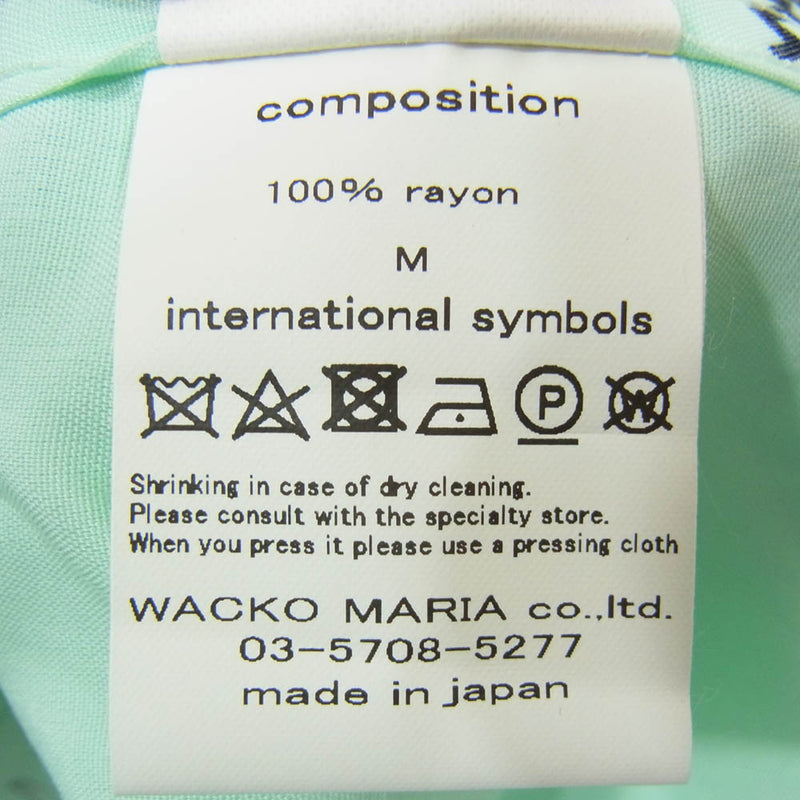 composition
100% rayon
M
international symbols
P W
Shrinking in case of dry cleaning.
Please consult with the specialty store.
When you press it please use a pressing cloth
WACKO MARIA co.,ltd.
03-5708-5277
made in japan